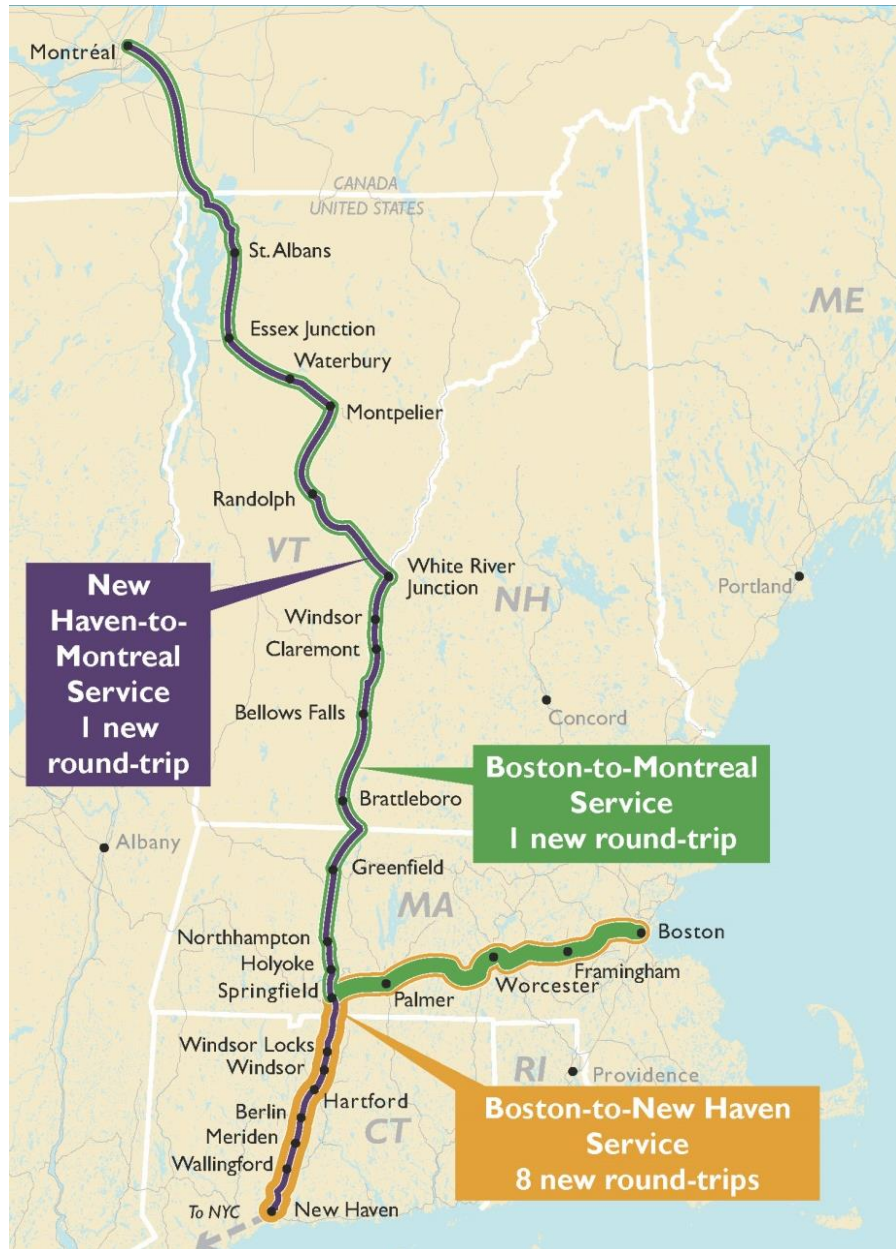 Montréal
CANADA
UNITED STATES
St. Albans
ME
Essex Junction
Waterbury
Montpelier
Randolph
VT
White River
Junction
New
Haven-to-
Montreal
Service
1 new
round-trip
NH
Portland
Windsor
Claremont
Bellows Falls
Concord
Boston-to-Montreal
Service
1 new round-trip
Brattleboro
Albany
Greenfield
MA
Northhampton
Boston
Holyoke
Framingham
Springfield
Palmer
Worcester
Windsor Locks
Windsor
RI
Providence
Hartford
Berlin
CT
Meriden
Wallingford
Boston-to-New Haven
Service
8 new round-trips
To NYC
New Haven